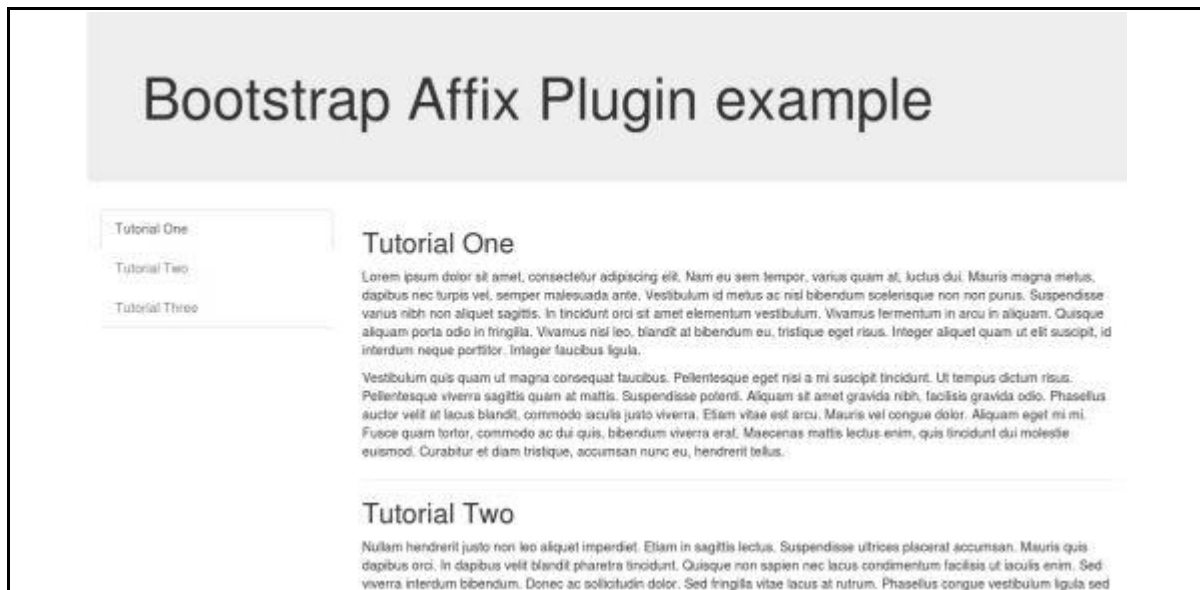 Bootstrap Affix Plugin example
Tutorial One
Tutorial Two
Tutorial Three
Tutorial One
Lorem ipsum dolor sit amet, consectetur adipiscing elit. Nam eu sem tempor, varius quam at, luctus dui. Mauris magna metus,
dapibus nec turpis vel, semper malesuada ante. Vestibulum id metus ac nisl bibendum scelerisque non non purus. Suspendisse
varius nibh non aliquet sagittis. In tincidunt orci sit amet elementum vestibulum. Vivamus fermentum in arcu in aliquam. Quisque
aliquam porta odio in fringilla. Vivamus nisl leo, blandit at bibendum eu, tristique eget risus. Integer aliquet quam ut elit suscipit, id
interdum neque porttitor. Integer faucibus ligula.
Vestibulum quis quam ut magna consequat faucibus. Pellentesque eget nisi a mi suscipit tincidunt. Ut tempus dictum risus.
Pellentesque viverra sagittis quam at mattis. Suspendisse potenti. Aliquam sit amet gravida nibh, facilisis gravida odio. Phasellus
auctor velit at lacus blandit, commodo iaculis justo viverra. Etiam vitae est arcu. Mauris vel congue dolor. Aliquam eget mi mi.
Fusce quam tortor, commodo ac dui quis, bibendum viverra erat. Maecenas mattis lectus enim, quis tincidunt dui molestie
euismod. Curabitur et diam tristique, accumsan nunc eu, hendrerit tellus.
Tutorial Two
Nullam hendrerit justo non leo aliquet imperdiet. Etiam in sagittis lectus. Suspendisse ultrices placerat accumsan. Mauris quis
dapibus orci. In dapibus velit blandit pharetra tincidunt. Quisque non sapien nec lacus condimentum facilisis ut iaculis enim. Sed
viverra interdum bibendum. Donec ac sollicitudin dolor. Sed fringilla vitae lacus at rutrum. Phasellus congue vestibulum ligula sed